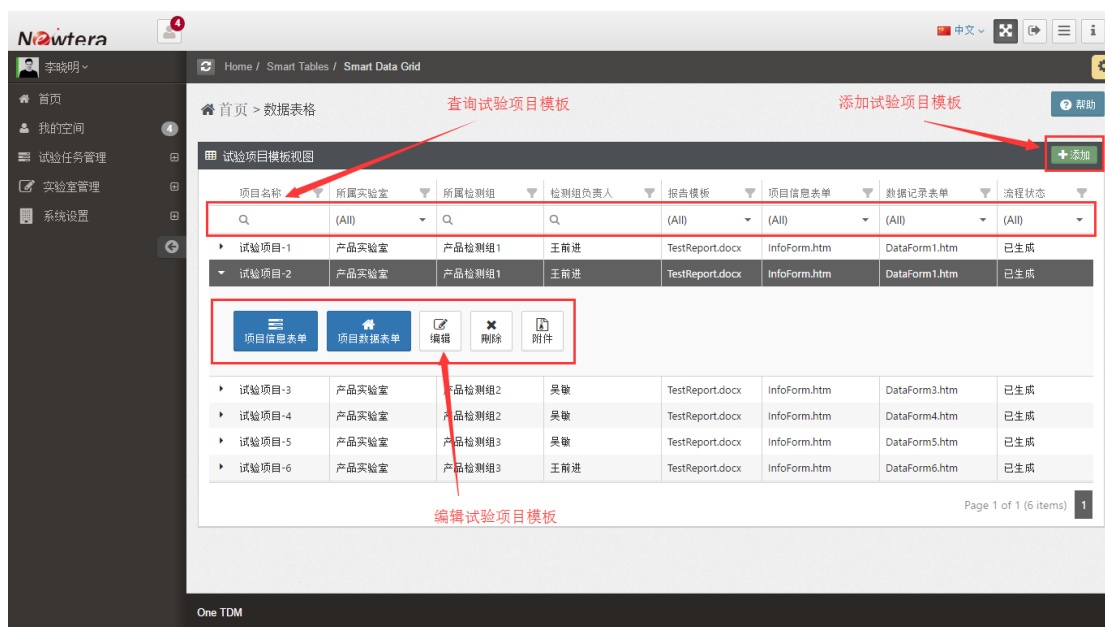 Newtera
4
中文
i
李晓明
Home / Smart Tables / Smart Data Grid
首页
我的空间
4
试验任务管理
实验室管理
系统设置
首页 > 数据表格
查询试验项目模板
添加试验项目模板
帮助
试验项目模板视图
添加
项目名称 所属实验室 所属检测组 检测组负责人 报告模板 项目信息表单 数据记录表单 流程状态
(All) (All) (All) (All) (All)
试验项目-1 产品实验室 产品检测组1 王前进 TestReport.docx InfoForm.htm DataForm1.htm 已生成
试验项目-2 产品实验室 产品检测组1 王前进 TestReport.docx InfoForm.htm DataForm1.htm 已生成
项目信息表单 项目数据表单 编辑 删除 附件
试验项目-3 产品实验室 产品检测组2 吴敏 TestReport.docx InfoForm.htm DataForm3.htm 已生成
试验项目-4 产品实验室 产品检测组2 吴敏 TestReport.docx InfoForm.htm DataForm4.htm 已生成
试验项目-5 产品实验室 产品检测组3 吴敏 TestReport.docx InfoForm.htm DataForm5.htm 已生成
试验项目-6 产品实验室 产品检测组3 王前进 TestReport.docx InfoForm.htm DataForm6.htm 已生成
编辑试验项目模板
Page 1 of 1 (6 items) 1
One TDM